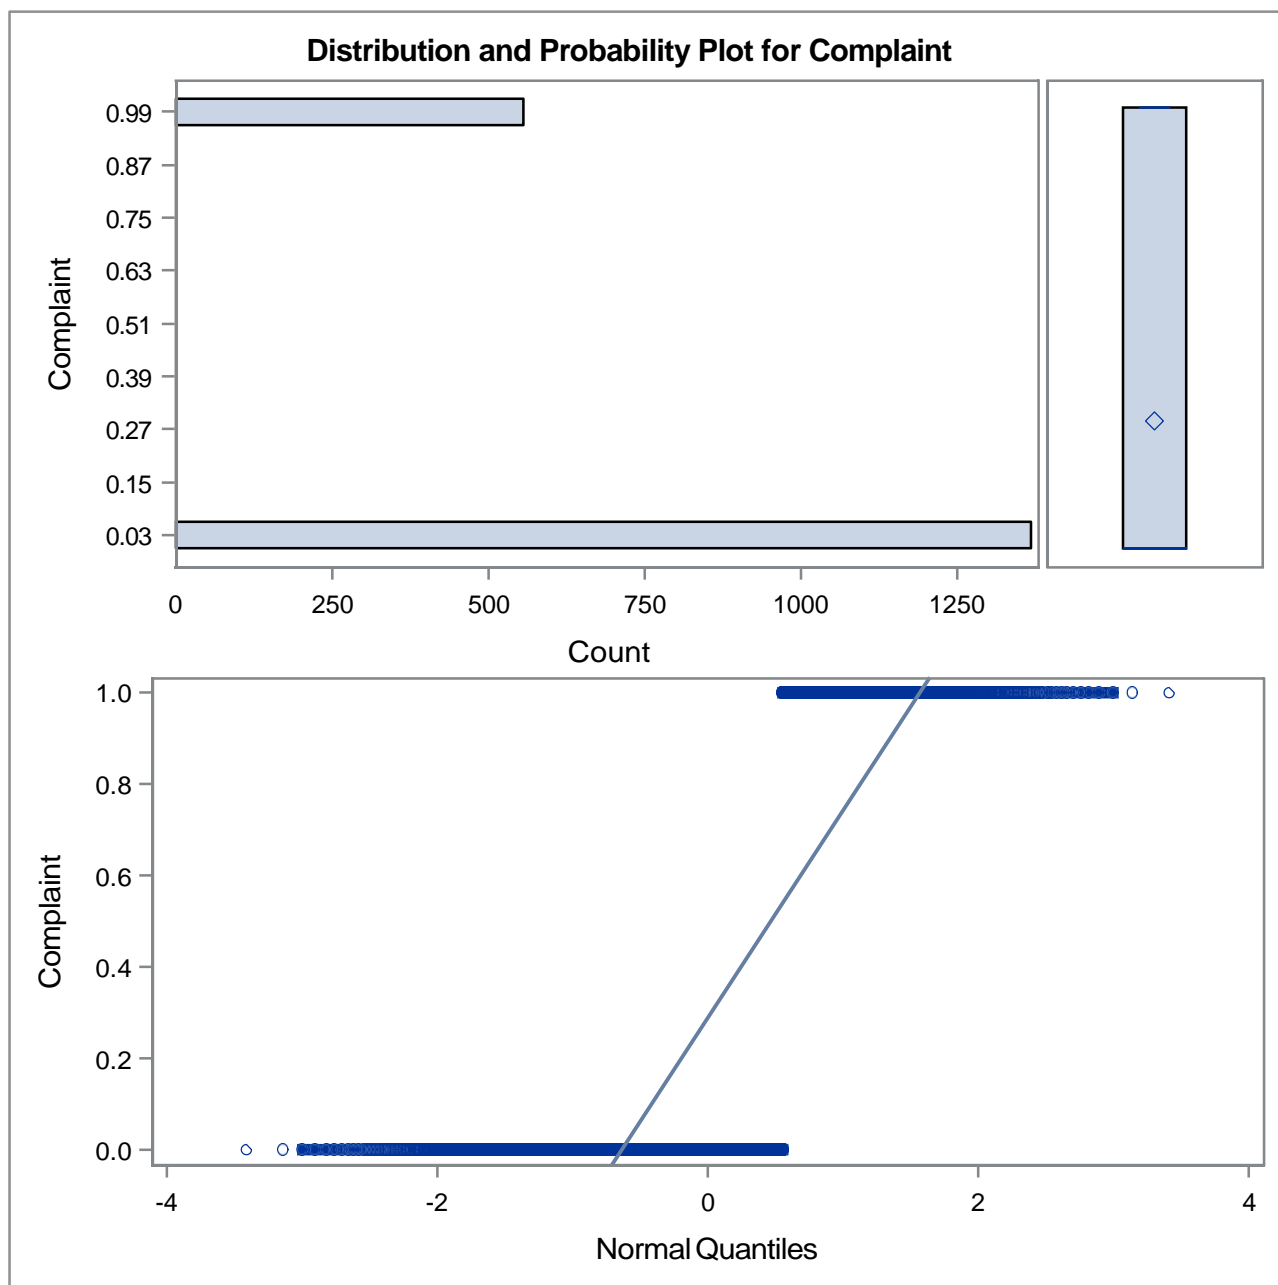 Distribution and Probability Plot for Complaint
0.99
0.87
0.75
0.63
0.51
0.39
0.27
0.15
0.03
Complaint
0 250 500 750 1000 1250
Count
1.0
0.8
0.6
0.4
0.2
0.0
Complaint
-4 -2 0 2 4
Normal Quantiles